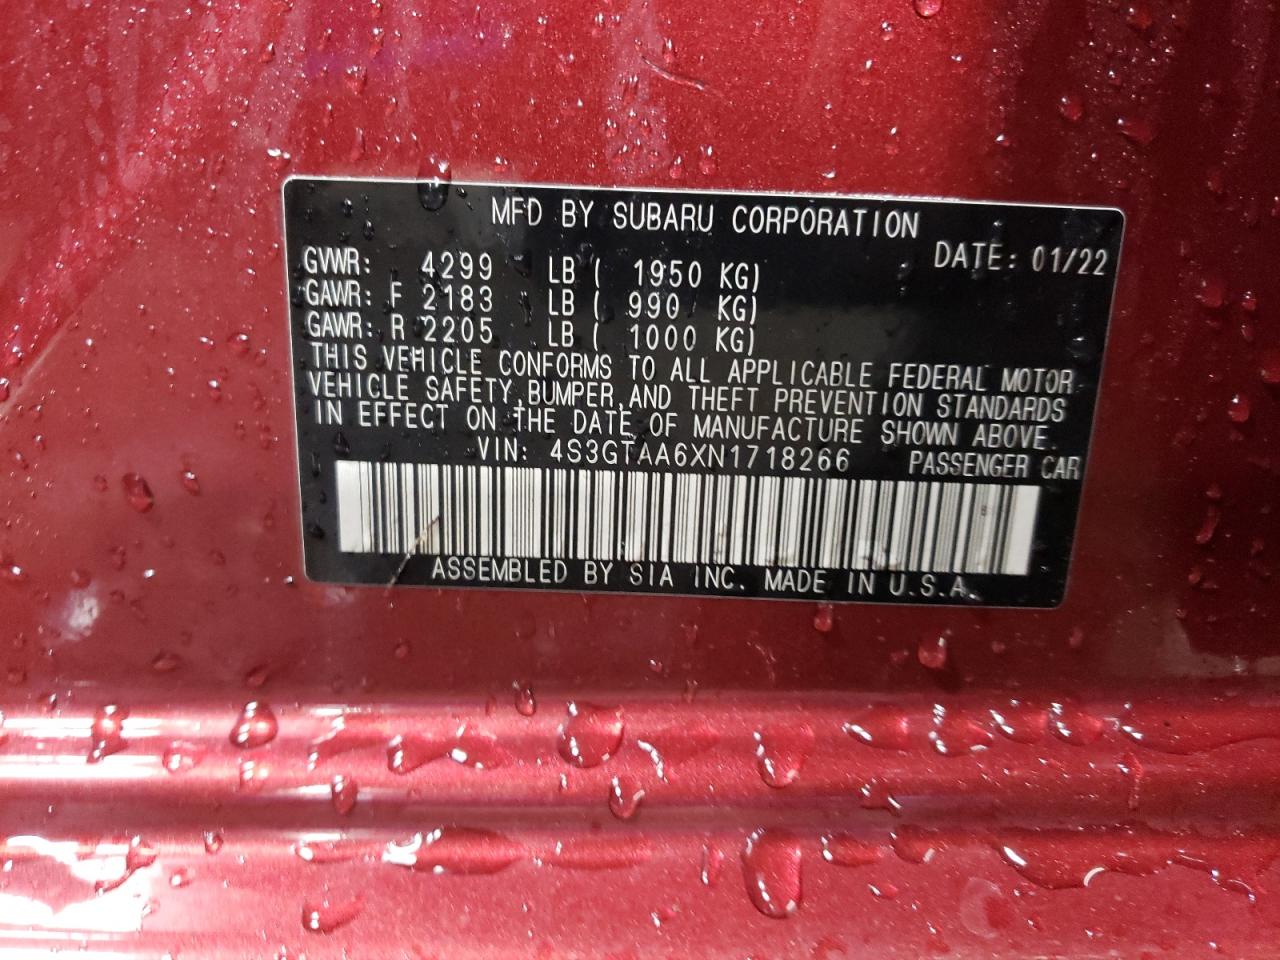 MFD BY SUBARU CORPORATION
DATE: 01/22
GVWR: 4299 LB ( 1950 KG)
GAWR: F 2183 LB ( 990 KG)
GAWR: R 2205 LB ( 1000 KG)
THIS VEHICLE CONFORMS TO ALL APPLICABLE FEDERAL MOTOR
VEHICLE SAFETY,BUMPER,AND THEFT PREVENTION STANDARDS
IN EFFECT ON THE DATE OF MANUFACTURE SHOWN ABOVE.
VIN: 4S3GTAA6XN1718266 PASSENGER CAR
ASSEMBLED BY SIA INC. MADE IN U.S.A.